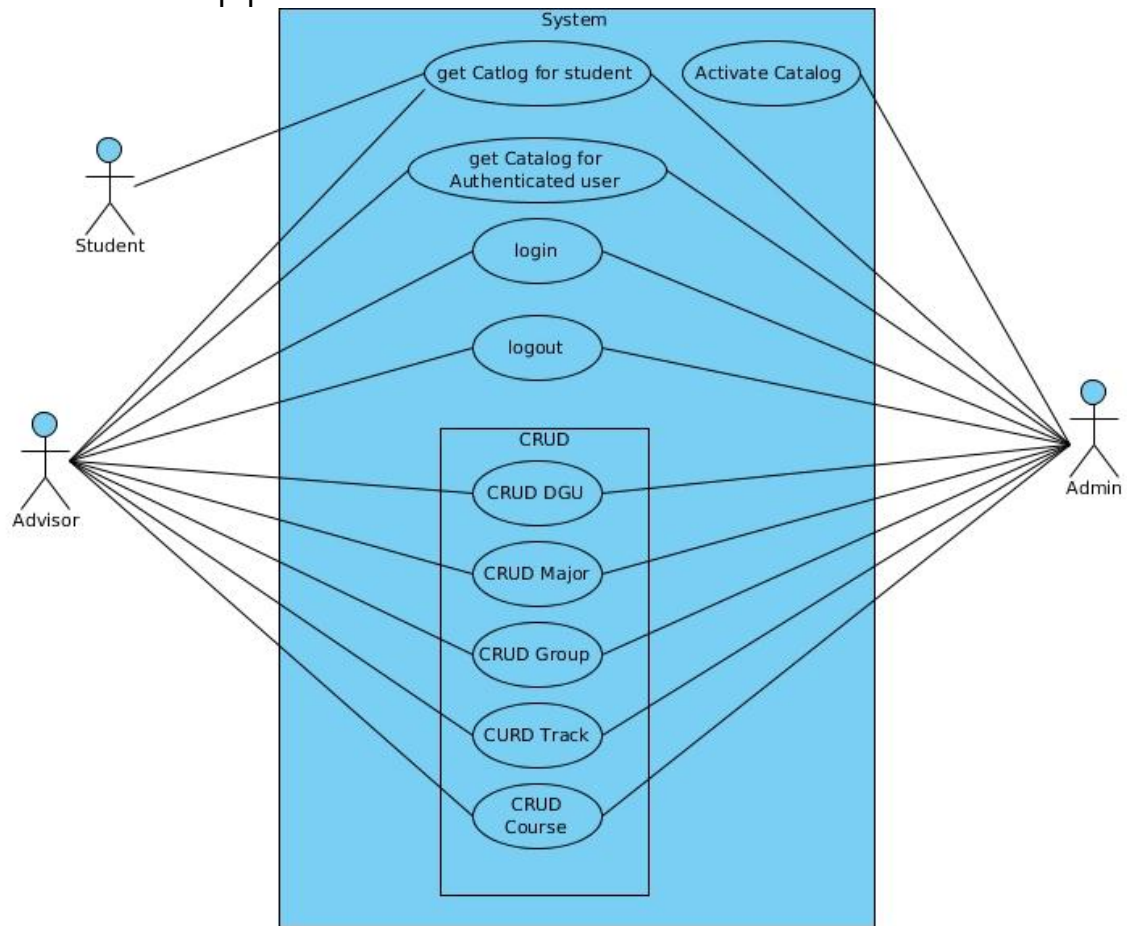 System
get Catlog for student
Activate Catalog
get Catalog for
Authenticated user
Student
login
logout
CRUD
CRUD DGU
Advisor
Admin
CRUD Major
CRUD Group
CURD Track
CRUD
Course